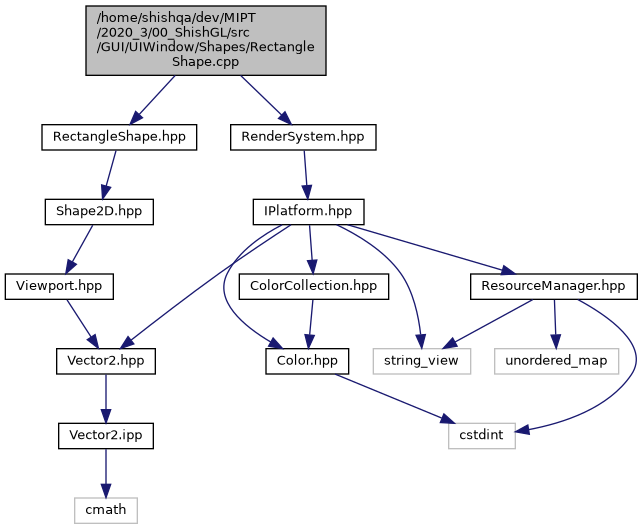 /home/shishqa/dev/MIPT
/2020_3/00_ShishGL/src
/GUI/UIWindow/Shapes/Rectangle
Shape.cpp
RectangleShape.hpp
RenderSystem.hpp
Shape2D.hpp
IPlatform.hpp
Viewport.hpp
ColorCollection.hpp
ResourceManager.hpp
Vector2.hpp
Color.hpp
string_view
unordered_map
Vector2.ipp
cstdint
cmath